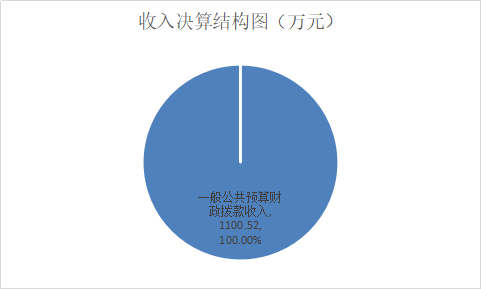 收入决算结构图（万元）
一般公共预算财
政拨款收入,
1100.52,
100.00%